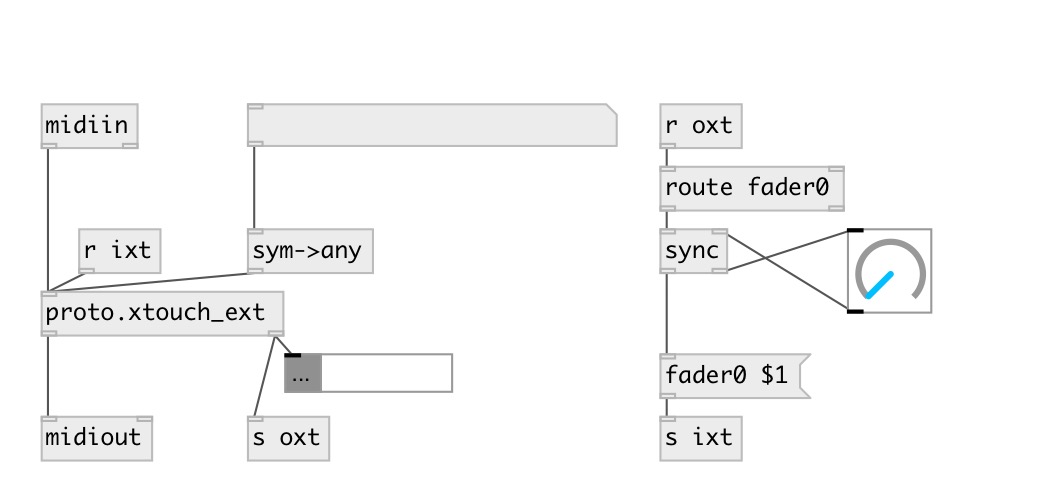 midiin
r oxt
route fader0
r ixt
sym->any
sync
proto.xtouch_ext
...
fader0 $1
midiout
s oxt
s ixt